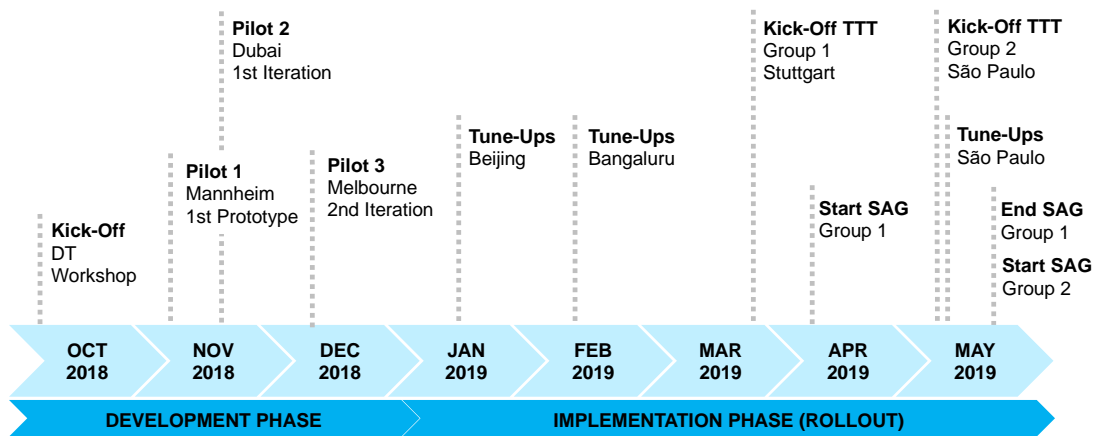 Pilot 2
Dubai
1st Iteration
Kick-Off TTT
Group 1
Stuttgart
Kick-Off TTT
Group 2
São Paulo
Tune-Ups
Beijing
Tune-Ups
Bangaluru
Tune-Ups
São Paulo
Pilot 1
Mannheim
1st Prototype
Pilot 3
Melbourne
2nd Iteration
Kick-Off
DT
Workshop
Start SAG
Group 1
End SAG
Group 1
Start SAG
Group 2
OCT
2018
NOV
2018
DEC
2018
JAN
2019
FEB
2019
MAR
2019
APR
2019
MAY
2019
DEVELOPMENT PHASE
IMPLEMENTATION PHASE (ROLLOUT)